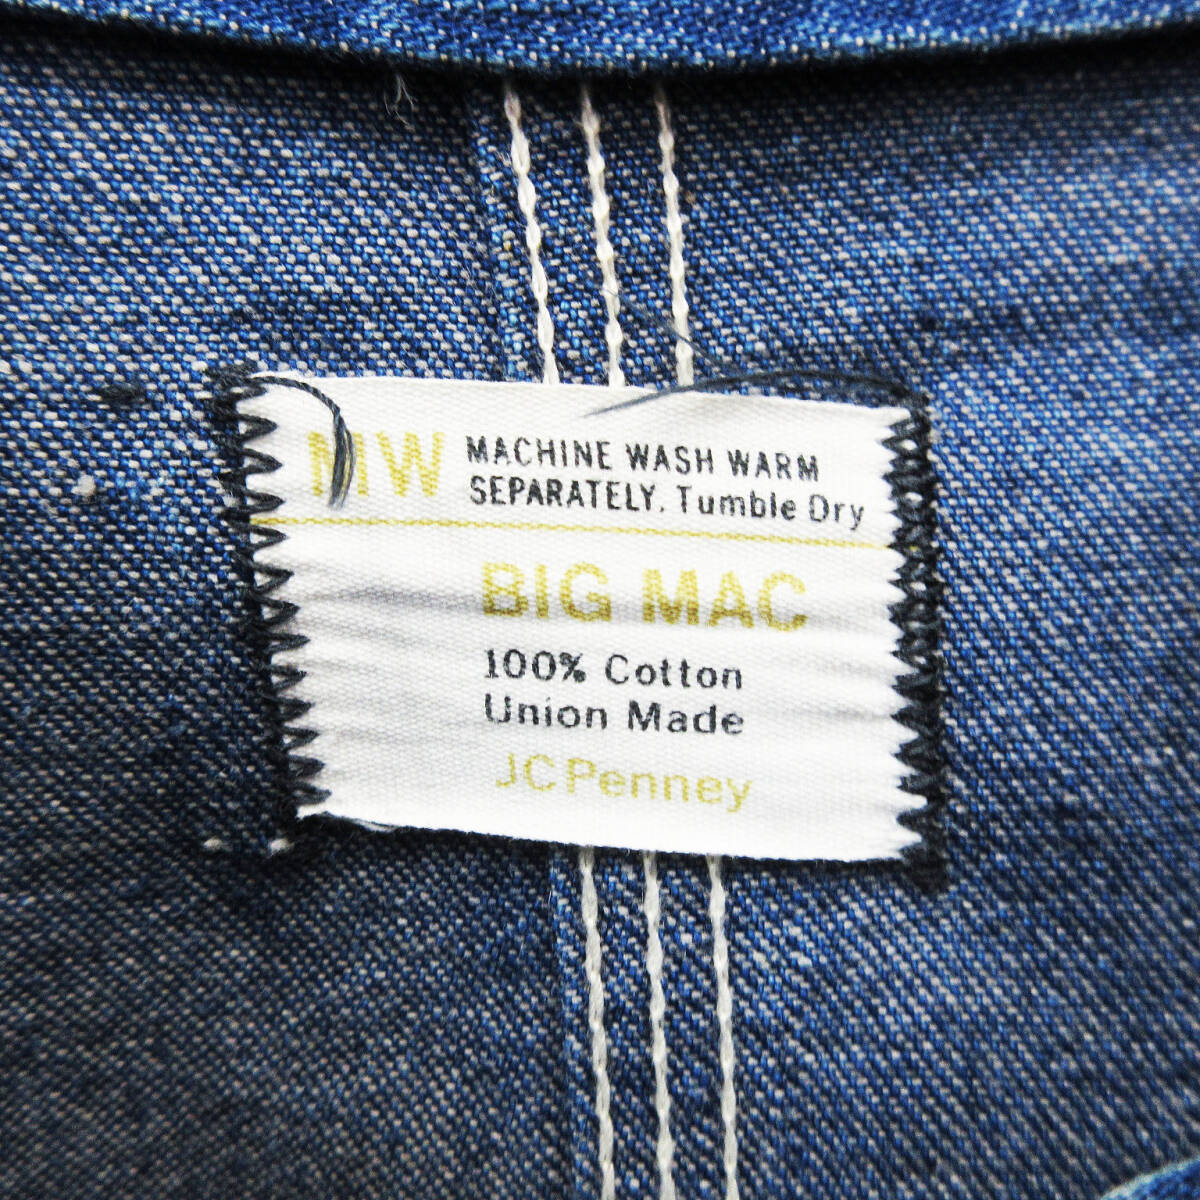 MW
MACHINE WASH WARM
SEPARATELY. Tumble Dry
BIG MAC
100% Cotton
Union Made
JCPenney